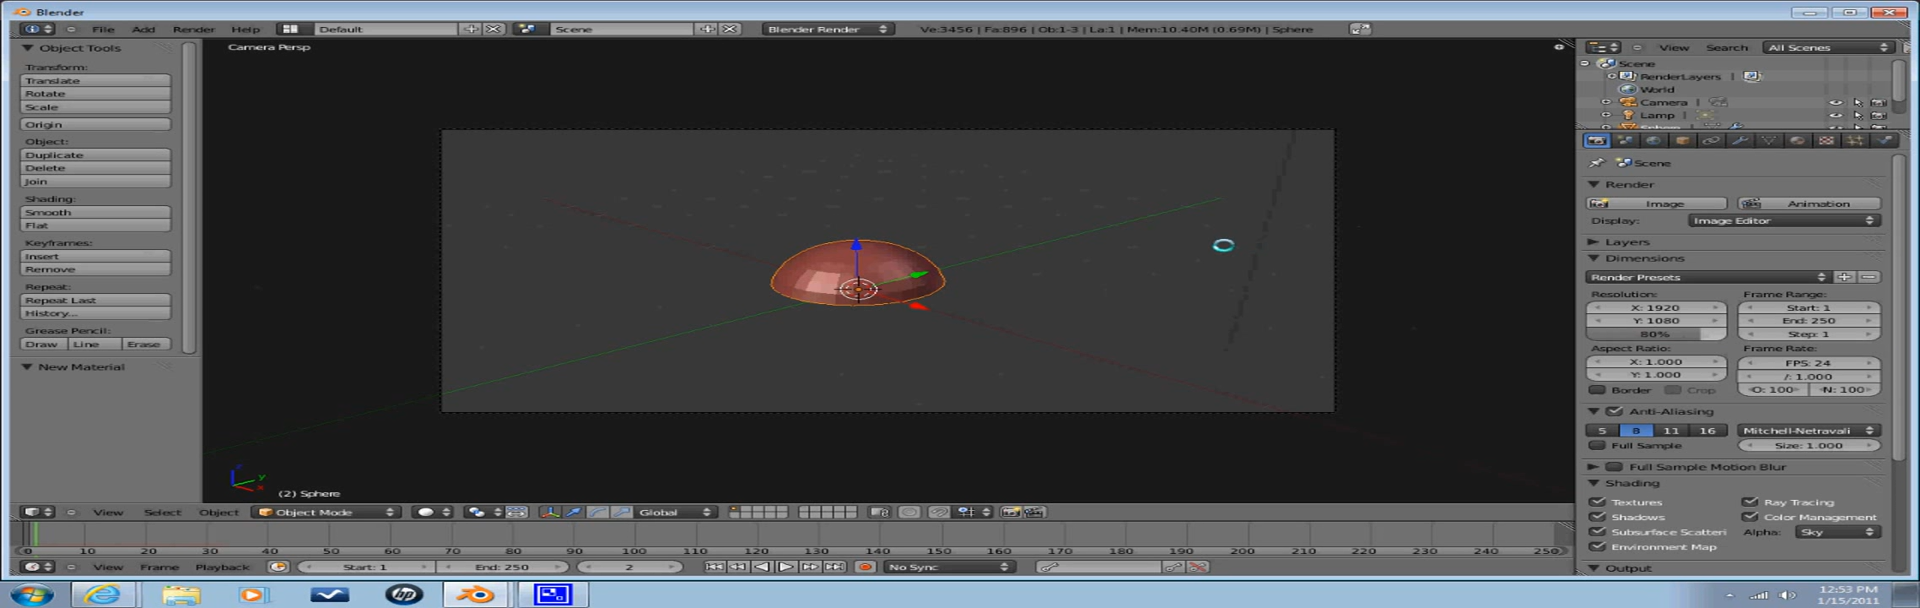 Blender
File Add Render Help Default Scene Blender Render Ve:3456 | Fa:896 | Ob:1-3 | La:1 | Mem:10.40M (0.69M) | Sphere
Object Tools
Transform:
Translate
Rotate
Scale
Origin
Object:
Duplicate
Delete
Join
Shading:
Smooth
Flat
Keyframes:
Insert
Remove
Repeat:
Repeat Last
History...
Grease Pencil:
Draw Line Erase
New Material
Camera Persp
(2) Sphere
View Select Object Object Mode Global
0 10 20 30 40 50 60 70 80 90 100 110 120 130 140 150 160 170 180 190 200 210 220 230 240 250
View Frame Playback Start: 1 End: 250 2 No Sync
View Search All Scenes
Scene
RenderLayers |
World
Camera |
Lamp |
Scene
Render
Image Animation
Display: Image Editor
Layers
Dimensions
Render Presets
Resolution: Frame Range:
X: 1920 Start: 1
Y: 1080 End: 250
80% Step: 1
Aspect Ratio: Frame Rate:
X: 1.000 FPS: 24
Y: 1.000 /: 1.000
Border Crop O: 100 N: 100
Anti-Aliasing
5 8 11 16 Mitchell-Netravali
Full Sample Size: 1.000
Full Sample Motion Blur
Shading
Textures Ray Tracing
Shadows Color Management
Subsurface Scatteri Alpha: Sky
Environment Map
Output
hp
12:53 PM
1/15/2011